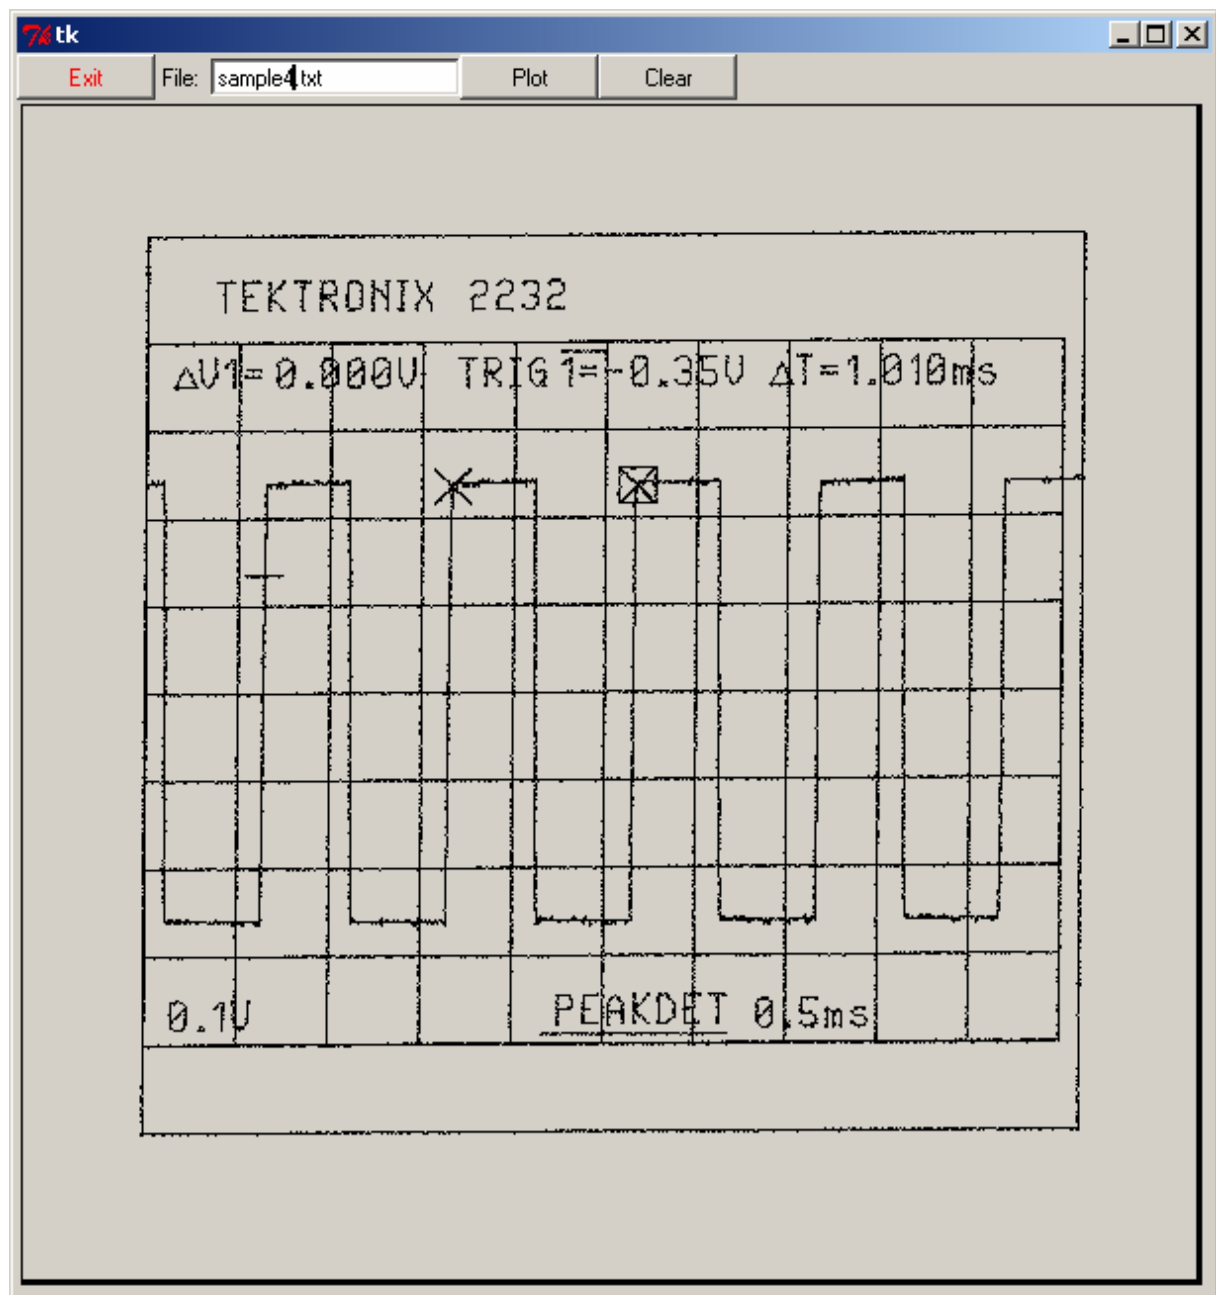 tk
Exit File: sample4.txt Plot Clear
TEKTRONIX 2232
ΔV1=0.000V TRIG 1=-0.35V ΔT=1.010ms
0.1V PEAKDET 0.5ms